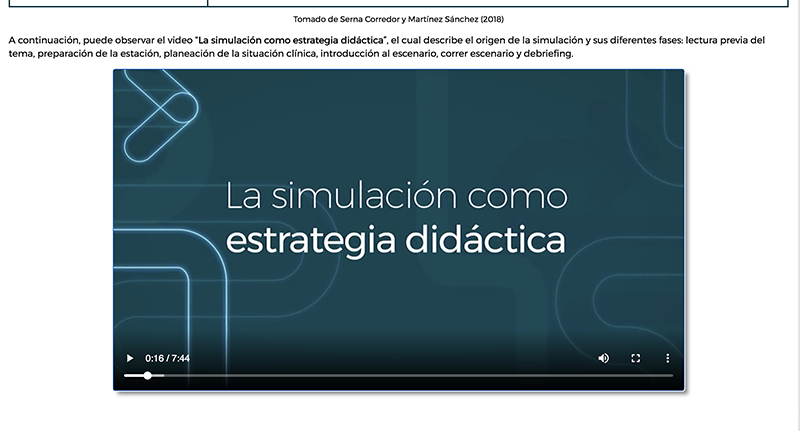 Tomado de Serna Corredor y Martínez Sánchez (2018)
A continuación, puede observar el video "La simulación como estrategia didáctica", el cual describe el origen de la simulación y sus diferentes fases: lectura previa del
tema, preparación de la estación, planeación de la situación clínica, introducción al escenario, correr escenario y debriefing.
La simulación como
estrategia didáctica
0:16 / 7:44